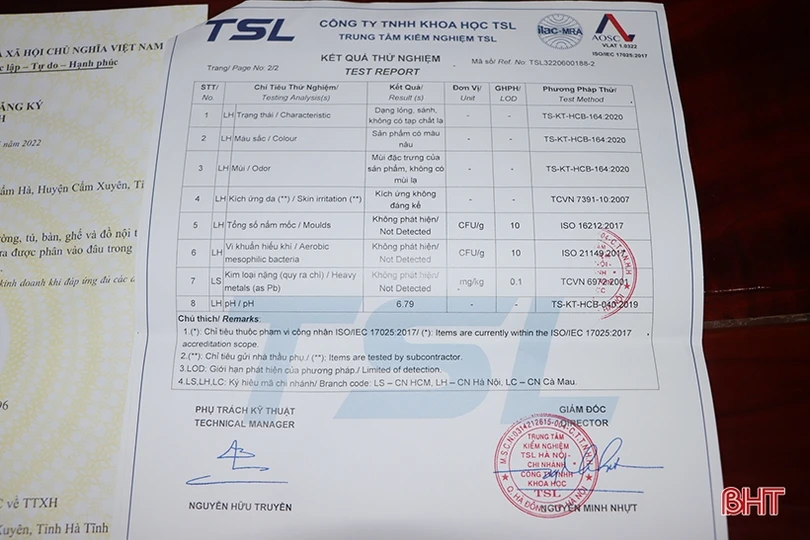 Ã HỘI CHỦ NGHĨA VIỆT NAM
lập - Tự do - Hạnh phúc
ĂNG KÝ
năm 2022
ẩm Hà, Huyện Cẩm Xuyên, Tỉ
ờng, tủ, bàn, ghế và đồ nội t
ưa được phân vào đâu trong
kinh doanh khi đáp ứng đủ các đ
96
C về TTXH
Xuyên, Tỉnh Hà Tĩnh
TSL
CÔNG TY TNHH KHOA HỌC TSL
TRUNG TÂM KIỂM NGHIỆM TSL
ilac-MRA
AOSC
VLAT 1.0322
ISO/IEC 17025:2017
KẾT QUẢ THỬ NGHIỆM
TEST REPORT
Trang/ Page No: 2/2
Mã số/ Ref. No: TSL3220600188-2
STT/ No. Chỉ Tiêu Thử Nghiệm/ Testing Analysis(s) Kết Quả/ Result (s) Đơn Vị/ Unit GHPH/ LOD Phương Pháp Thử/ Test Method
1 LH Trạng thái / Characteristic Dạng lỏng, sánh, không có tạp chất lạ - - TS-KT-HCB-164:2020
2 LH Màu sắc / Colour Sản phẩm có màu nâu - - TS-KT-HCB-164:2020
3 LH Mùi / Odor Mùi đặc trưng của sản phẩm, không có mùi lạ - - TS-KT-HCB-164:2020
4 LH Kích ứng da (**) / Skin irritation (**) Kích ứng không đáng kể - - TCVN 7391-10:2007
5 LH Tổng số nấm mốc / Moulds Không phát hiện/ Not Detected CFU/g 10 ISO 16212:2017
6 LH Vi khuẩn hiếu khí / Aerobic mesophilic bacteria Không phát hiện/ Not Detected CFU/g 10 ISO 21149:2017
7 LS Kim loại nặng (quy ra chì) / Heavy metals (as Pb) Không phát hiện/ Not Detected mg/kg 0.1 TCVN 6972:2001
8 LH pH / pH 6.79 - - TS-KT-HCB-040:2019
Chú thích/ Remarks:
1.(*): Chỉ tiêu thuộc phạm vi công nhận ISO/IEC 17025:2017/ (*): Items are currently within the ISO/IEC 17025:2017
accreditation scope.
2.(**): Chỉ tiêu gửi nhà thầu phụ./ (**): Items are tested by subcontractor.
3.LOD: Giới hạn phát hiện của phương pháp./ Limited of detection.
4.LS,LH,LC: Ký hiệu mã chi nhánh/ Branch code: LS – CN HCM, LH – CN Hà Nội, LC – CN Cà Mau.
TSL
PHỤ TRÁCH KỸ THUẬT
TECHNICAL MANAGER
NGUYỄN HỮU TRUYỀN
GIÁM ĐỐC
DIRECTOR
M.S.C.N:0314212615-004-C.T.T.N.H.H
TRUNG TÂM
KIỂM NGHIỆM
TSL HÀ NỘI
CHI NHÁNH
CÔNG TY TNHH
KHOA HỌC
TSL
Q. HÀ ĐÔNG - TP. HÀ NỘI
NGUYỄN MINH NHỰT
BHT